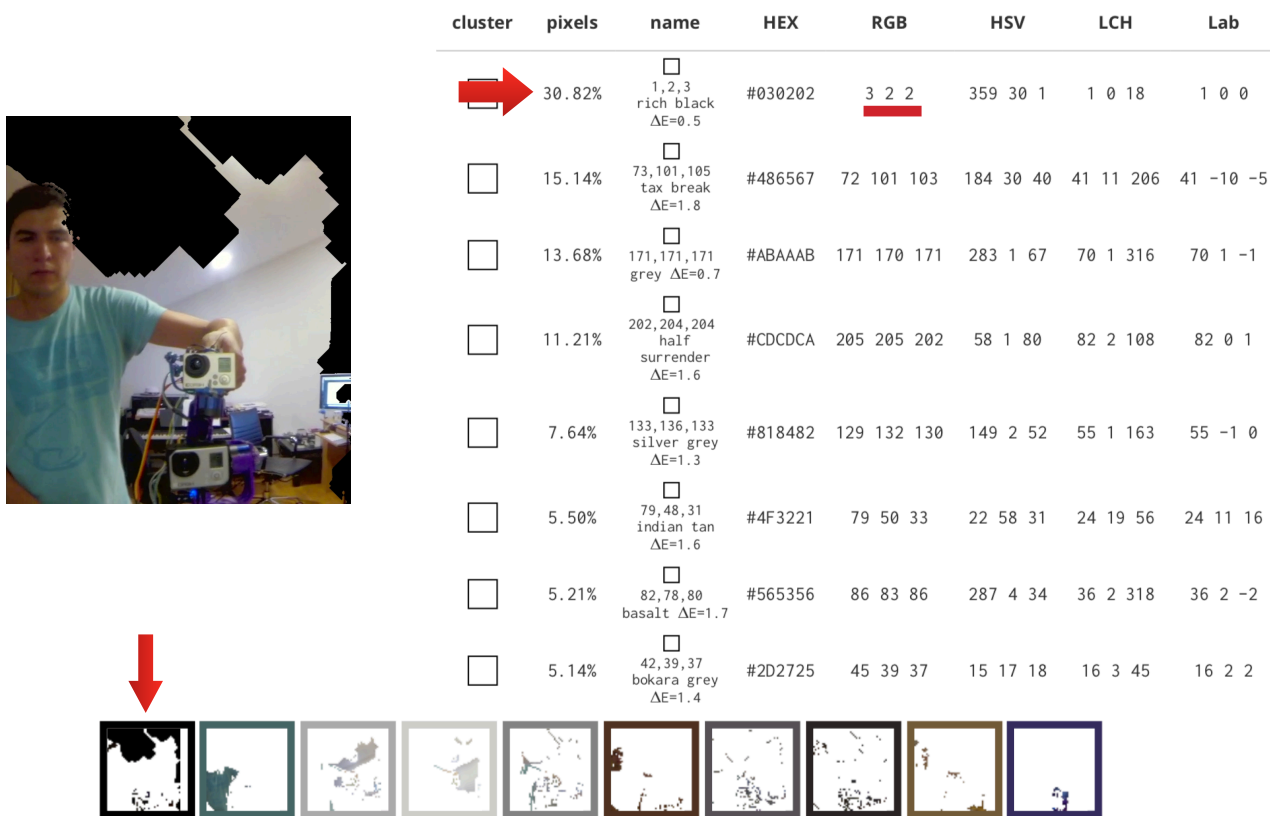 cluster pixels name HEX RGB HSV LCH Lab
30.82% 1,2,3 rich black ΔE=0.5 #030202 3 2 2 359 30 1 1 0 18 1 0 0
15.14% 73,101,105 tax break ΔE=1.8 #486567 72 101 103 184 30 40 41 11 206 41 -10 -5
13.68% 171,171,171 grey ΔE=0.7 #ABAAAB 171 170 171 283 1 67 70 1 316 70 1 -1
11.21% 202,204,204 half surrender ΔE=1.6 #CDCDCA 205 205 202 58 1 80 82 2 108 82 0 1
7.64% 133,136,133 silver grey ΔE=1.3 #818482 129 132 130 149 2 52 55 1 163 55 -1 0
5.50% 79,48,31 indian tan ΔE=1.6 #4F3221 79 50 33 22 58 31 24 19 56 24 11 16
5.21% 82,78,80 basalt ΔE=1.7 #565356 86 83 86 287 4 34 36 2 318 36 2 -2
5.14% 42,39,37 bokara grey ΔE=1.4 #2D2725 45 39 37 15 17 18 16 3 45 16 2 2